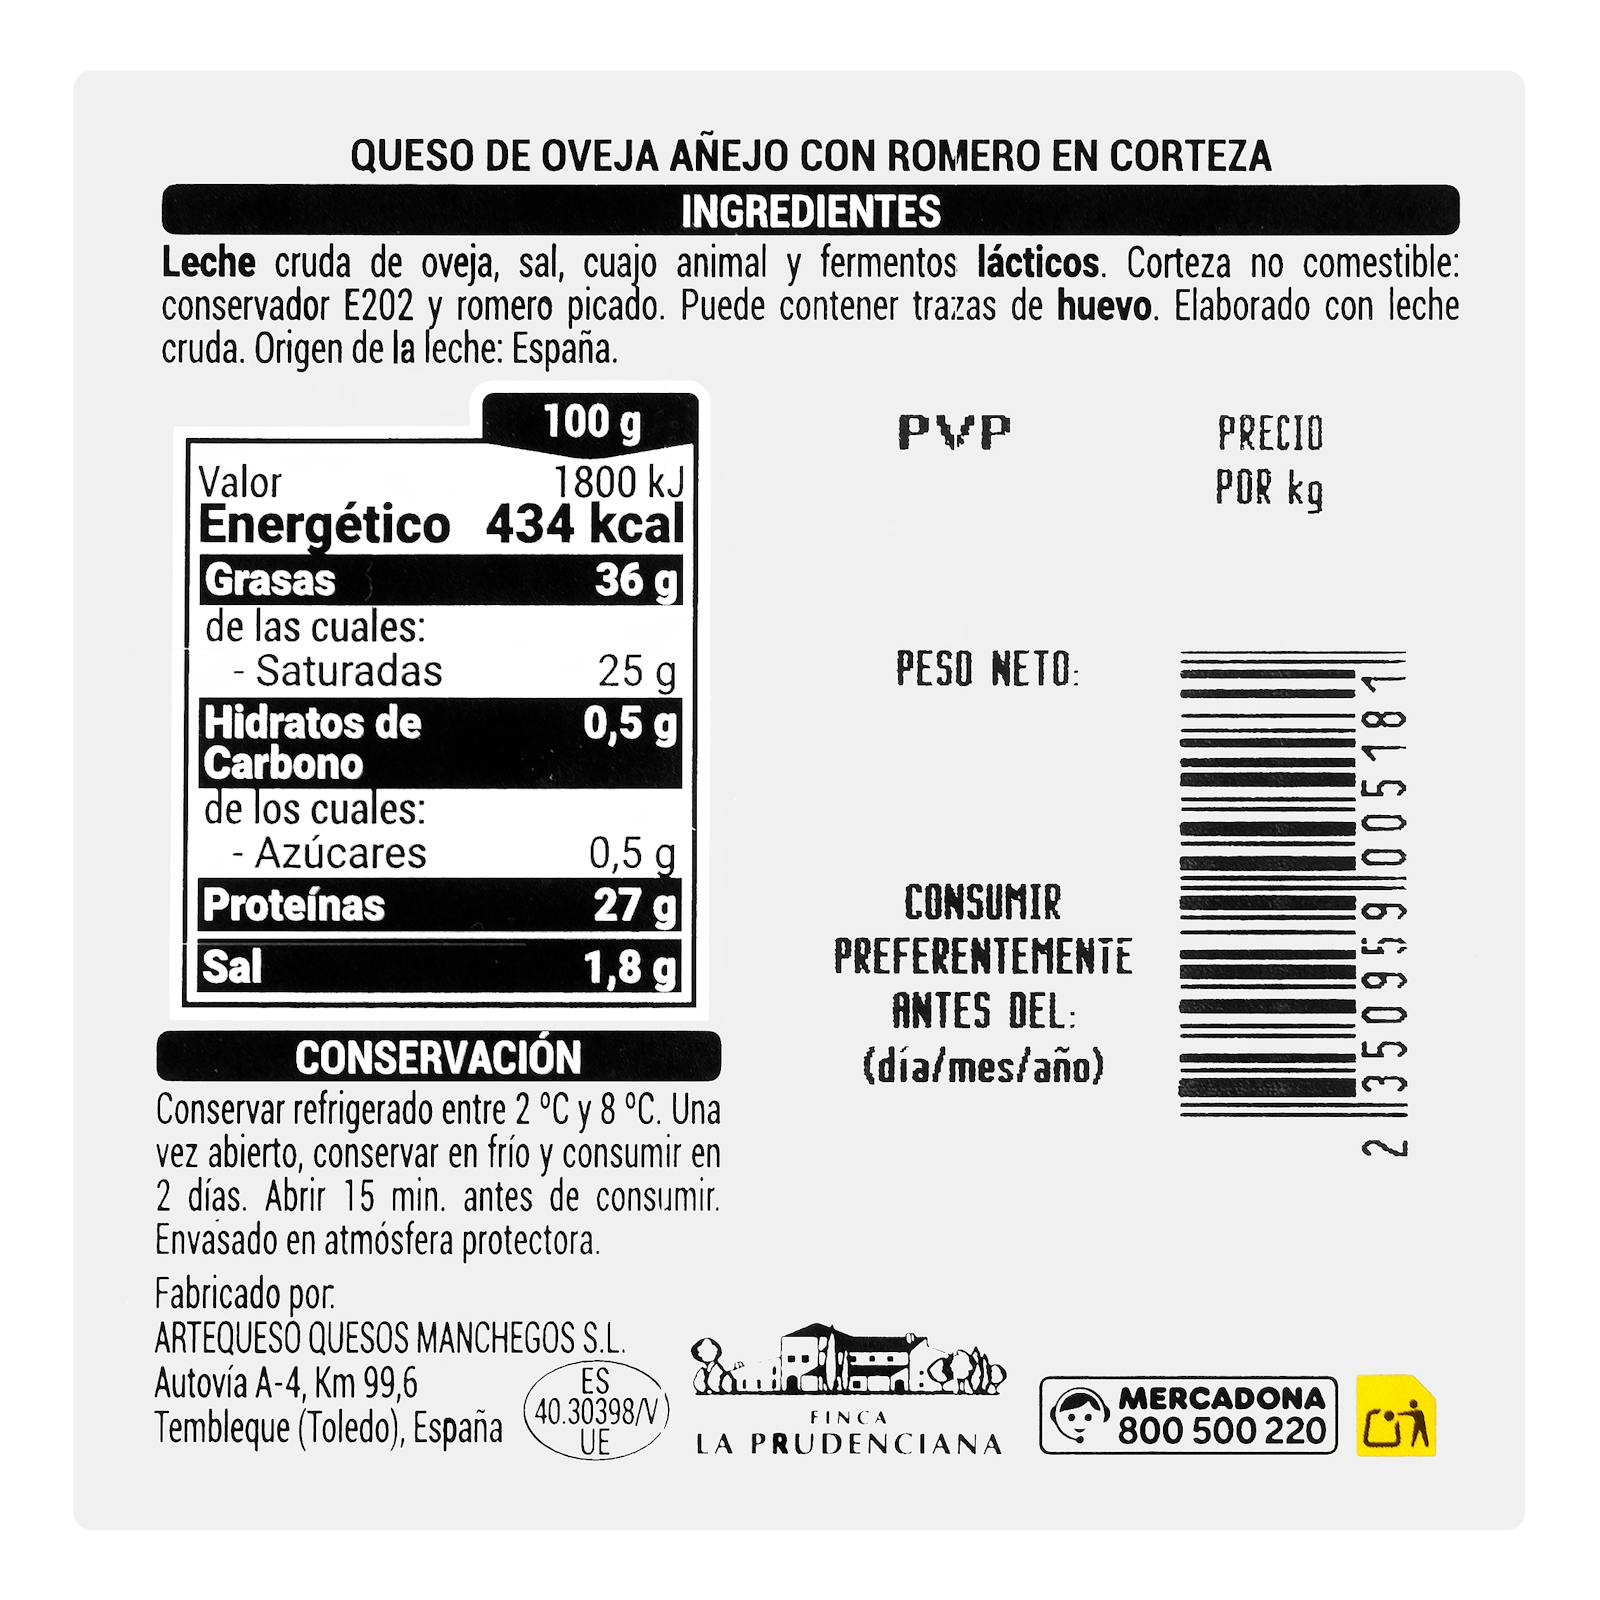 QUESO DE OVEJA AÑEJO CON ROMERO EN CORTEZA
INGREDIENTES
Leche cruda de oveja, sal, cuajo animal y fermentos lácticos. Corteza no comestible:
conservador E202 y romero picado. Puede contener trazas de huevo. Elaborado con leche
cruda. Origen de la leche: España.
100 g
Valor 1800 kJ
Energético 434 kcal
Grasas 36 g
de las cuales:
- Saturadas 25 g
Hidratos de 0,5 g
Carbono
de los cuales:
- Azúcares 0,5 g
Proteínas 27 g
Sal 1,8 g
CONSERVACIÓN
Conservar refrigerado entre 2 ºC y 8 ºC. Una
vez abierto, conservar en frío y consumir en
2 días. Abrir 15 min. antes de consumir.
Envasado en atmósfera protectora.
Fabricado por:
ARTEQUESO QUESOS MANCHEGOS S.L.
Autovía A-4, Km 99,6
Tembleque (Toledo), España
ES
40.30398/V
UE
FINCA
LA PRUDENCIANA
PVP
PRECIO
POR kg
PESO NETO:
CONSUMIR
PREFERENTEMENTE
ANTES DEL:
(día/mes/año)
2350959005181
MERCADONA
800 500 220